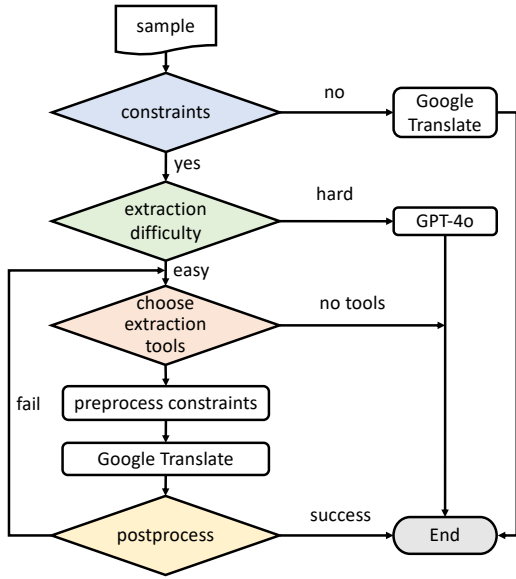 sample
constraints
no
Google
Translate
yes
extraction
difficulty
hard
GPT-4o
easy
choose
extraction
tools
no tools
preprocess constraints
fail
Google Translate
postprocess
success
End